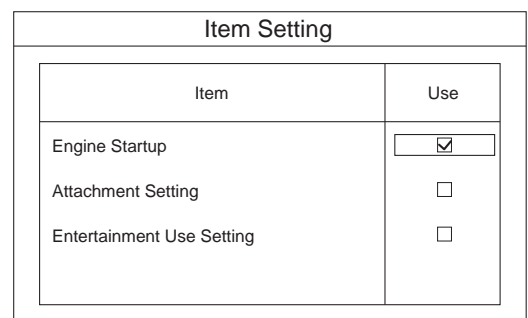 Item Setting
Item Use
Engine Startup
Attachment Setting
Entertainment Use Setting